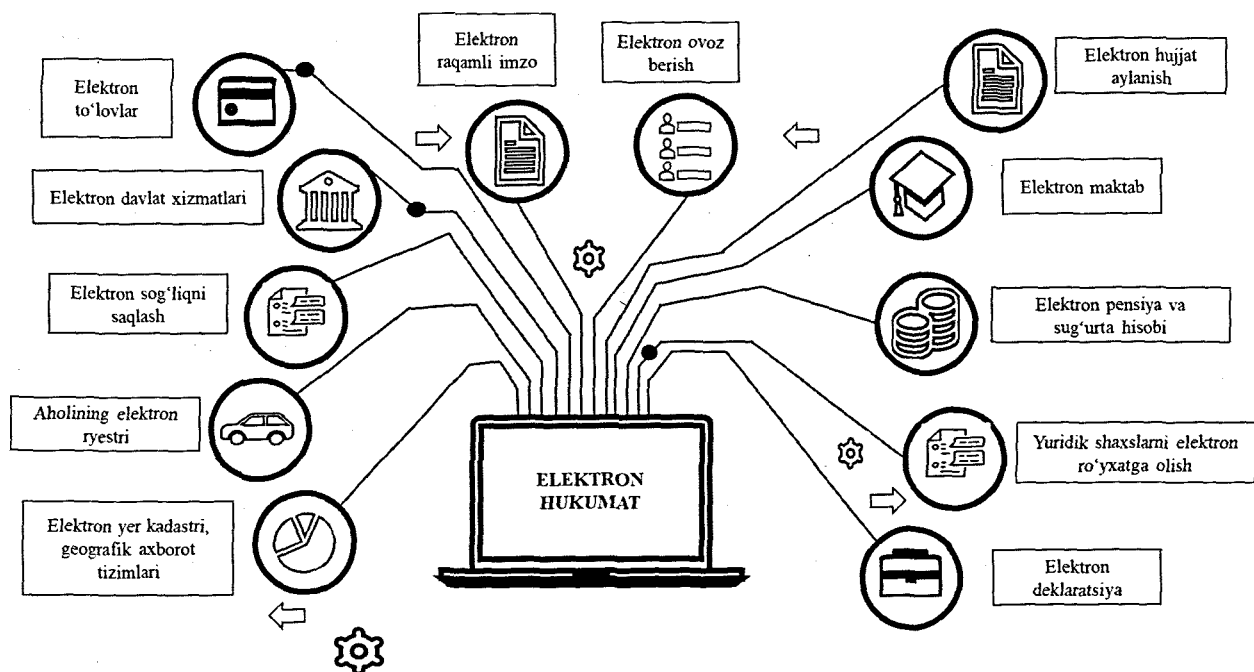 Elektron
raqamli imzo
Elektron ovoz
berish
Elektron hujjat
aylanish
Elektron
to‘lovlar
Elektron maktab
Elektron davlat xizmatlari
Elektron sog‘liqni
saqlash
Elektron pensiya va
sug‘urta hisobi
Aholining elektron
ryestri
Yuridik shaxslarni elektron
ro‘yxatga olish
ELEKTRON
HUKUMAT
Elektron yer kadastri,
geografik axborot
tizimlari
Elektron
deklaratsiya